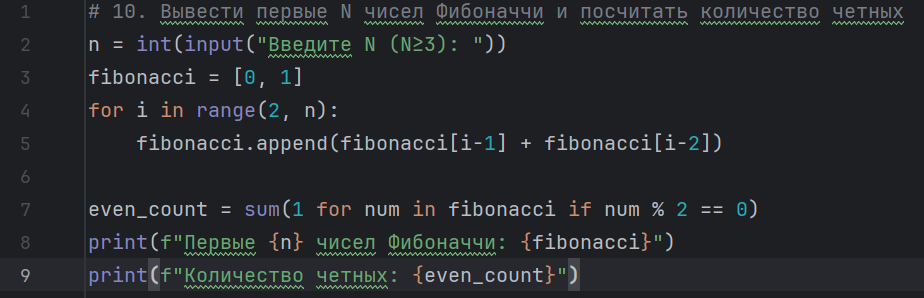 1 # 10. Вывести первые N чисел Фибоначчи и посчитать количество четных
2 n = int(input("Введите N (N≥3): "))
3 fibonacci = [0, 1]
4 for i in range(2, n):
5     fibonacci.append(fibonacci[i-1] + fibonacci[i-2])
6
7 even_count = sum(1 for num in fibonacci if num % 2 == 0)
8 print(f"Первые {n} чисел Фибоначчи: {fibonacci}")
9 print(f"Количество четных: {even_count}")